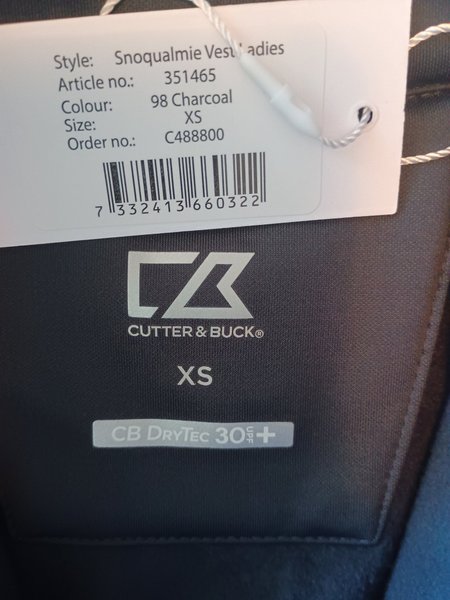 Style: Snoqualmie Vest Ladies
Article no.: 351465
Colour: 98 Charcoal
Size: XS
Order no.: C488800
7 332413 660322
CUTTER & BUCK®
XS
CB DRYTEC 30 UPF +